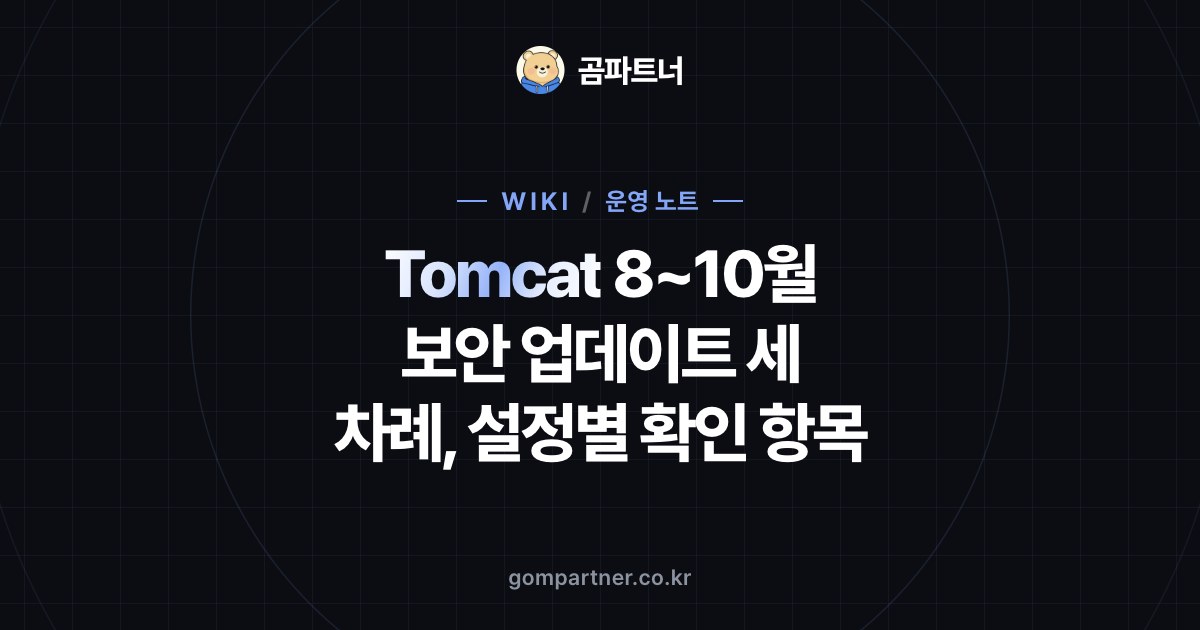 곰파트너
WIKI / 운영 노트
Tomcat 8~10월
보안 업데이트 세
차례, 설정별 확인 항목
gompartner.co.kr